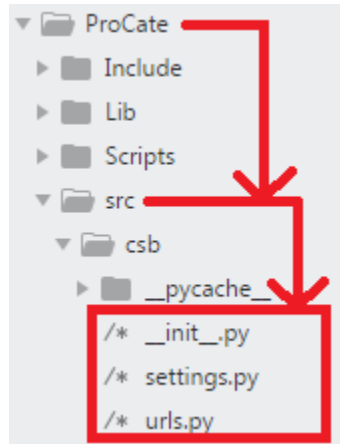 ProCate
Include
Lib
Scripts
src
csb
__pycache__
/* __init__.py
/* settings.py
/* urls.py